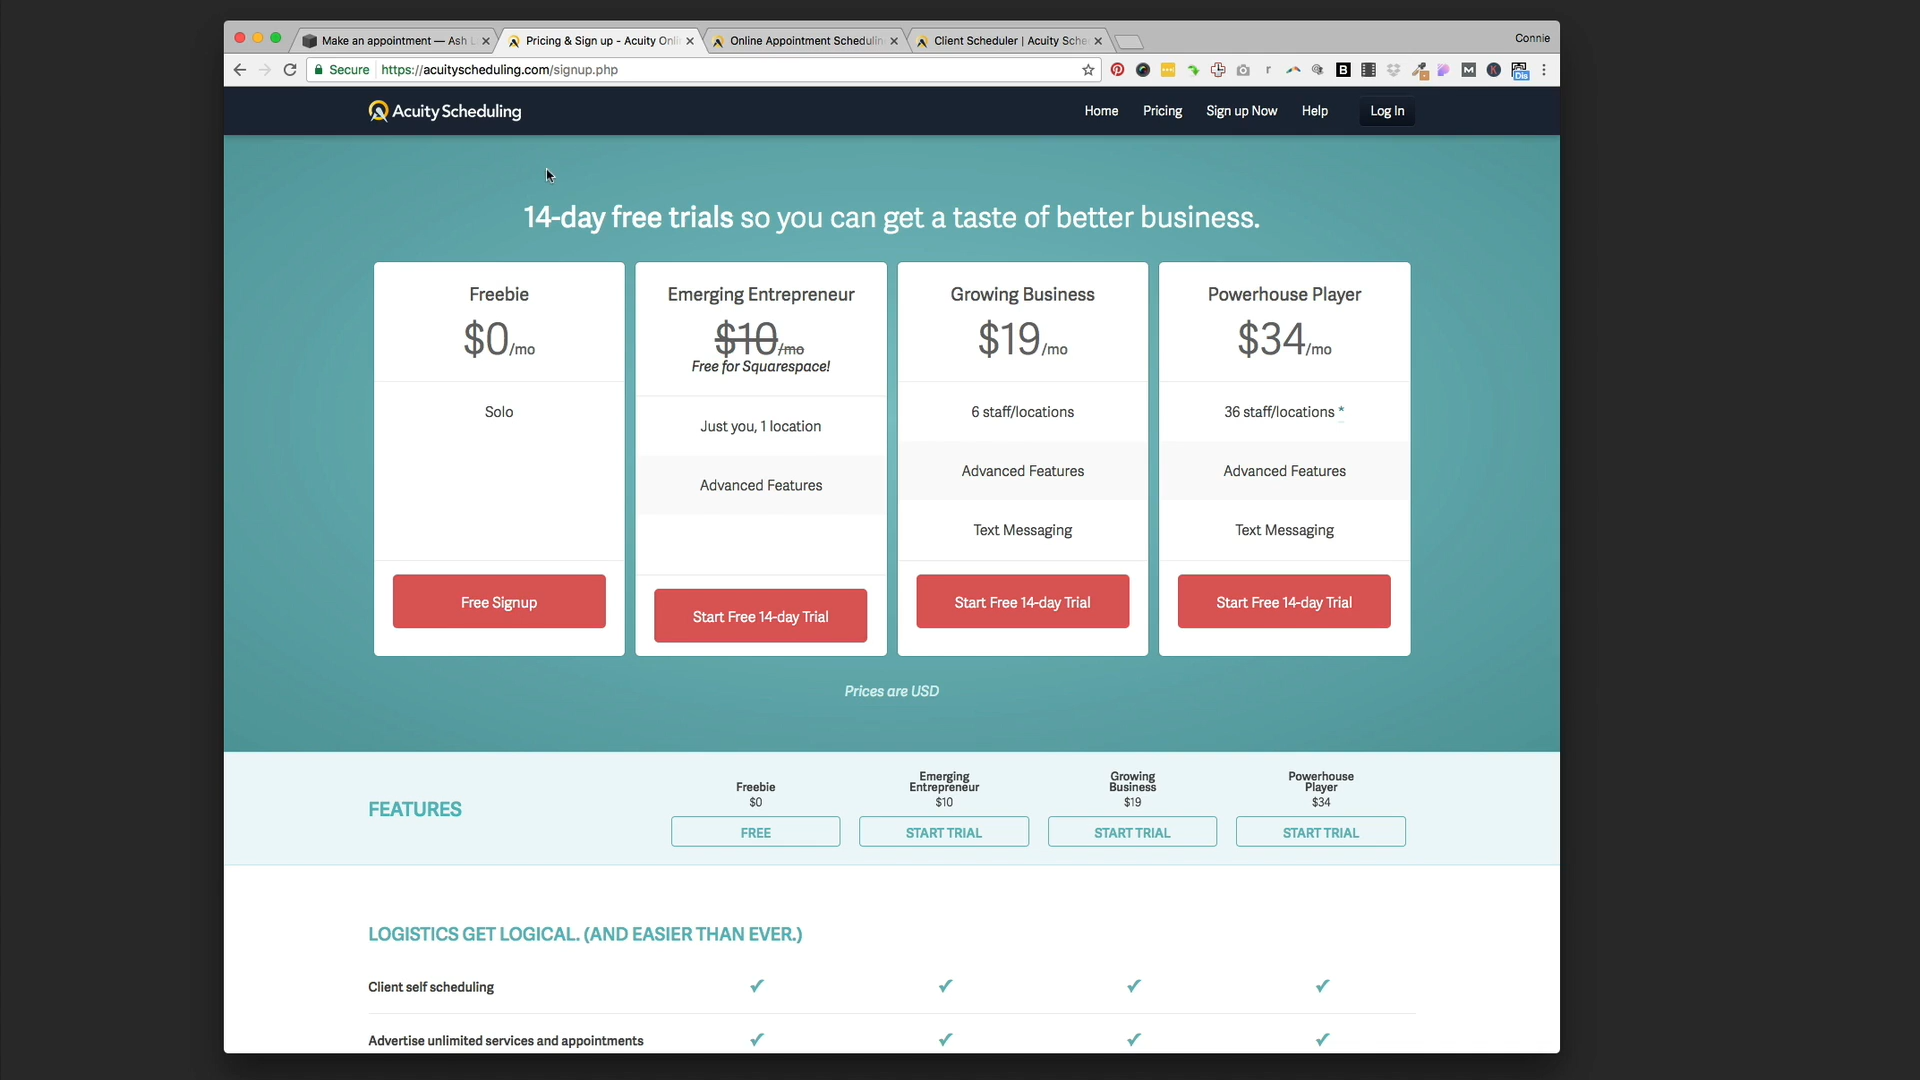 Make an appointment — Ash L
Pricing & Sign up - Acuity Onli
Online Appointment Schedulin
Client Scheduler | Acuity Sche
Connie
Secure
https://acuityscheduling.com/signup.php
Acuity Scheduling
Home
Pricing
Sign up Now
Help
Log In
14-day free trials so you can get a taste of better business.
Freebie
$0/mo
Solo
Free Signup
Emerging Entrepreneur
$10/mo
Free for Squarespace!
Just you, 1 location
Advanced Features
Start Free 14-day Trial
Growing Business
$19/mo
6 staff/locations
Advanced Features
Text Messaging
Start Free 14-day Trial
Powerhouse Player
$34/mo
36 staff/locations *
Advanced Features
Text Messaging
Start Free 14-day Trial
Prices are USD
FEATURES
Freebie
$0
FREE
Emerging
Entrepreneur
$10
START TRIAL
Growing
Business
$19
START TRIAL
Powerhouse
Player
$34
START TRIAL
LOGISTICS GET LOGICAL. (AND EASIER THAN EVER.)
Client self scheduling
Advertise unlimited services and appointments